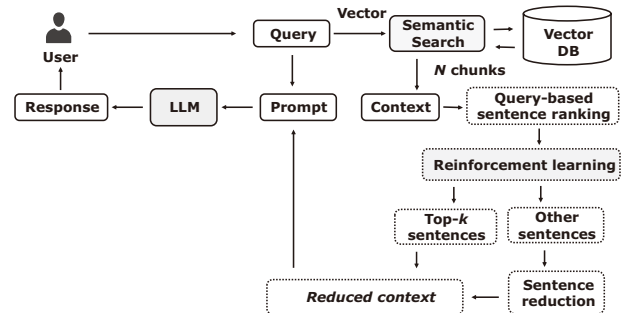 User
Query
Vector
Semantic
Search
Vector
DB
N chunks
Response
LLM
Prompt
Context
Query-based
sentence ranking
Reinforcement learning
Top-k
sentences
Other
sentences
Reduced context
Sentence
reduction